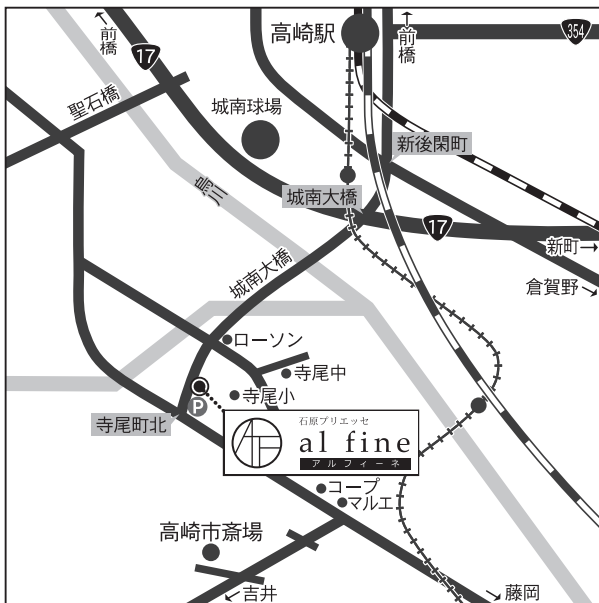 前橋
高崎駅
前橋
354
17
聖石橋
城南球場
新後閑町
烏川
城南大橋
17
新町
倉賀野
城南大橋
ローソン
寺尾中
寺尾小
P
寺尾町北
石原プリエッセ
al fine
アルフィーネ
コープ
マルエ
高崎市斎場
吉井
藤岡